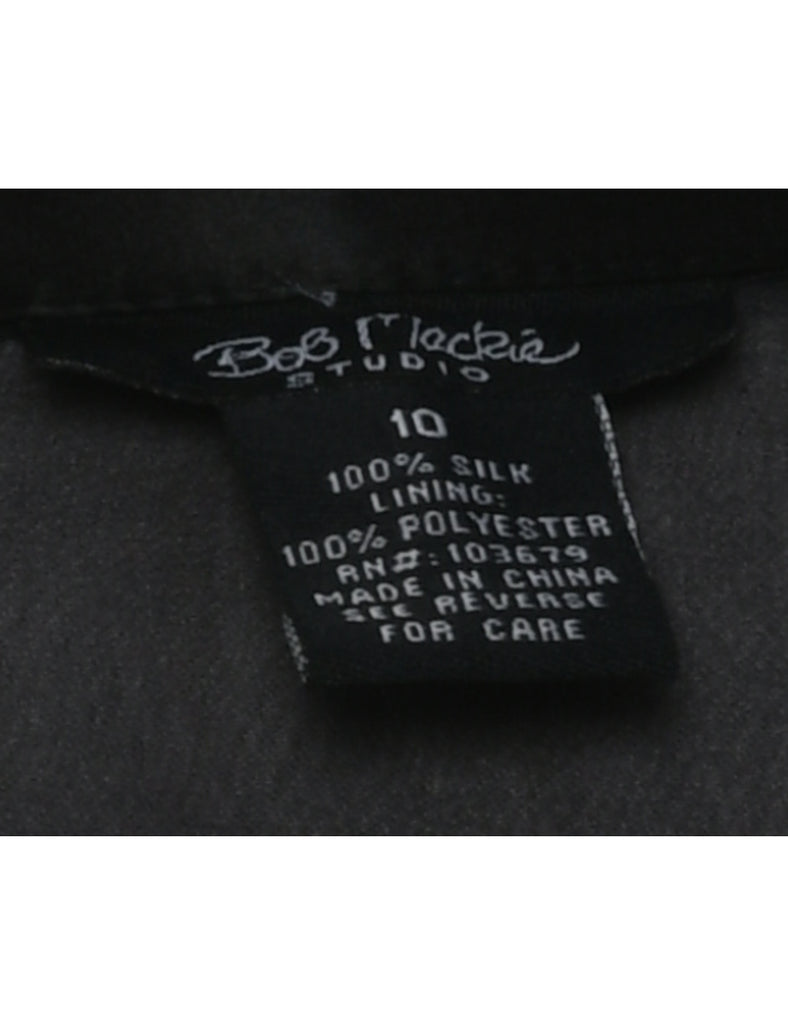 Bob Mackie
STUDIO
10
100% SILK
LINING:
100% POLYESTER
RN#:103679
MADE IN CHINA
SEE REVERSE
FOR CARE